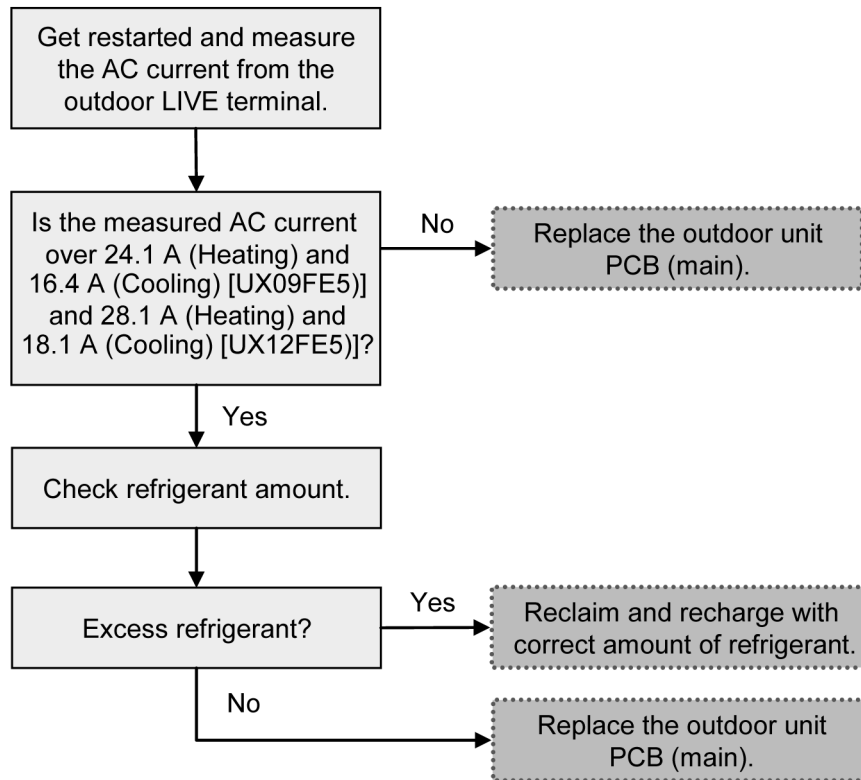 Get restarted and measure
the AC current from the
outdoor LIVE terminal.
Is the measured AC current
over 24.1 A (Heating) and
16.4 A (Cooling) [UX09FE5)]
and 28.1 A (Heating) and
18.1 A (Cooling) [UX12FE5)]?
No
Replace the outdoor unit
PCB (main).
Yes
Check refrigerant amount.
Excess refrigerant?
Yes
Reclaim and recharge with
correct amount of refrigerant.
No
Replace the outdoor unit
PCB (main).